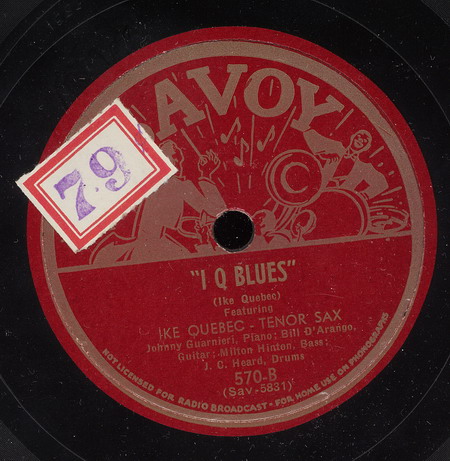 AVOY
79
C
"I Q BLUES"
(Ike Quebec)
Featuring
IKE QUEBEC - TENOR SAX
Johnny Guarnieri, Piano: Bill D'Arango,
Guitar: Milton Hinton, Bass:
J. C. Heard, Drums
570-B
(Sav-5831)
NOT LICENSED FOR RADIO BROADCAST - FOR HOME USE ON PHONOGRAPHS